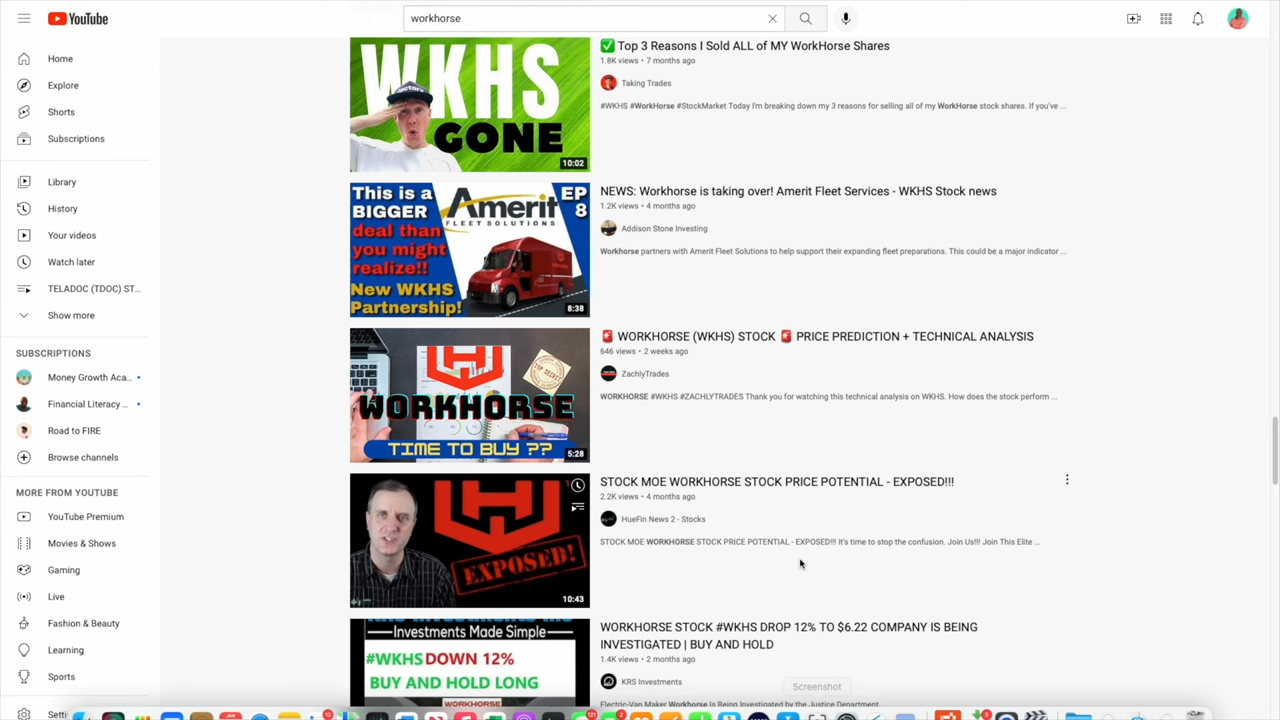 YouTube
workhorse
Home
Explore
Shorts
Subscriptions
Library
History
Your videos
Watch later
TELADOC (TDOC) ST...
Show more
SUBSCRIPTIONS
Money Growth Aca...
Financial Literacy ...
Road to FIRE
Browse channels
MORE FROM YOUTUBE
YouTube Premium
Movies & Shows
Gaming
Live
Fashion & Beauty
Learning
Sports
WKHS
GONE
10:02
✅ Top 3 Reasons I Sold ALL of MY WorkHorse Shares
1.8K views • 7 months ago
Taking Trades
#WKHS #WorkHorse #StockMarket Today I'm breaking down my 3 reasons for selling all of my WorkHorse stock shares. If you've ...
This is a
BIGGER
deal than
you might
realize!!
New WKHS
Partnership!
Amerit
FLEET SOLUTIONS
EP
8
8:38
NEWS: Workhorse is taking over! Amerit Fleet Services - WKHS Stock news
1.2K views • 4 months ago
Addison Stone Investing
Workhorse partners with Amerit Fleet Solutions to help support their expanding fleet preparations. This could be a major indicator ...
WORKHORSE
TIME TO BUY ??
5:28
🚨 WORKHORSE (WKHS) STOCK 🚨 PRICE PREDICTION + TECHNICAL ANALYSIS
646 views • 2 weeks ago
ZachlyTrades
WORKHORSE #WKHS #ZACHLYTRADES Thank you for watching this technical analysis on WKHS. How does the stock perform ...
EXPOSED!
10:43
STOCK MOE WORKHORSE STOCK PRICE POTENTIAL - EXPOSED!!!
2.2K views • 4 months ago
HueFin News 2 - Stocks
STOCK MOE WORKHORSE STOCK PRICE POTENTIAL - EXPOSED!!! It's time to stop the confusion. Join Us!!! Join This Elite ...
Investments Made Simple
#WKHS DOWN 12%
BUY AND HOLD LONG
WORKHORSE
WORKHORSE STOCK #WKHS DROP 12% TO $6.22 COMPANY IS BEING
INVESTIGATED | BUY AND HOLD
1.4K views • 2 months ago
KRS Investments
Electric-Van Maker Workhorse Is Being Investigated by the Justice Department
Screenshot